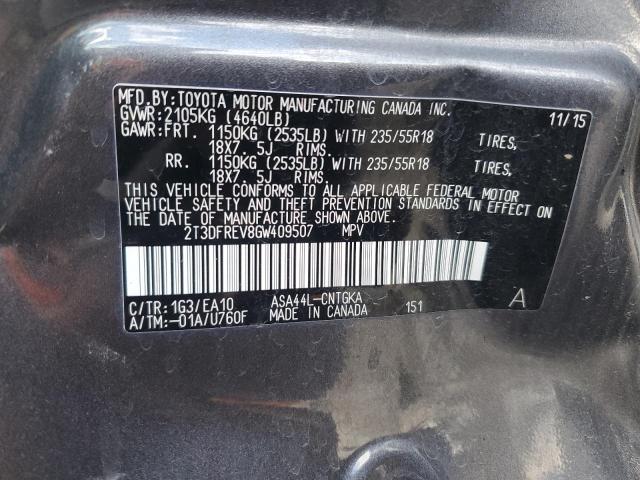 MFD.BY:TOYOTA MOTOR MANUFACTURING CANADA INC. 11/15
GVWR:2105KG (4640LB)
GAWR:FRT. 1150KG (2535LB) WITH 235/55R18 TIRES,
18X7.5J RIMS.
RR. 1150KG (2535LB) WITH 235/55R18 TIRES,
18X7.5J RIMS.
THIS VEHICLE CONFORMS TO ALL APPLICABLE FEDERAL MOTOR
VEHICLE SAFETY AND THEFT PREVENTION STANDARDS IN EFFECT ON
THE DATE OF MANUFACTURE SHOWN ABOVE.
2T3DFREV8GW409507 MPV
C/TR:1G3/EA10 ASA44L-CNTGKA A
A/TM:-01A/U760F MADE IN CANADA 151